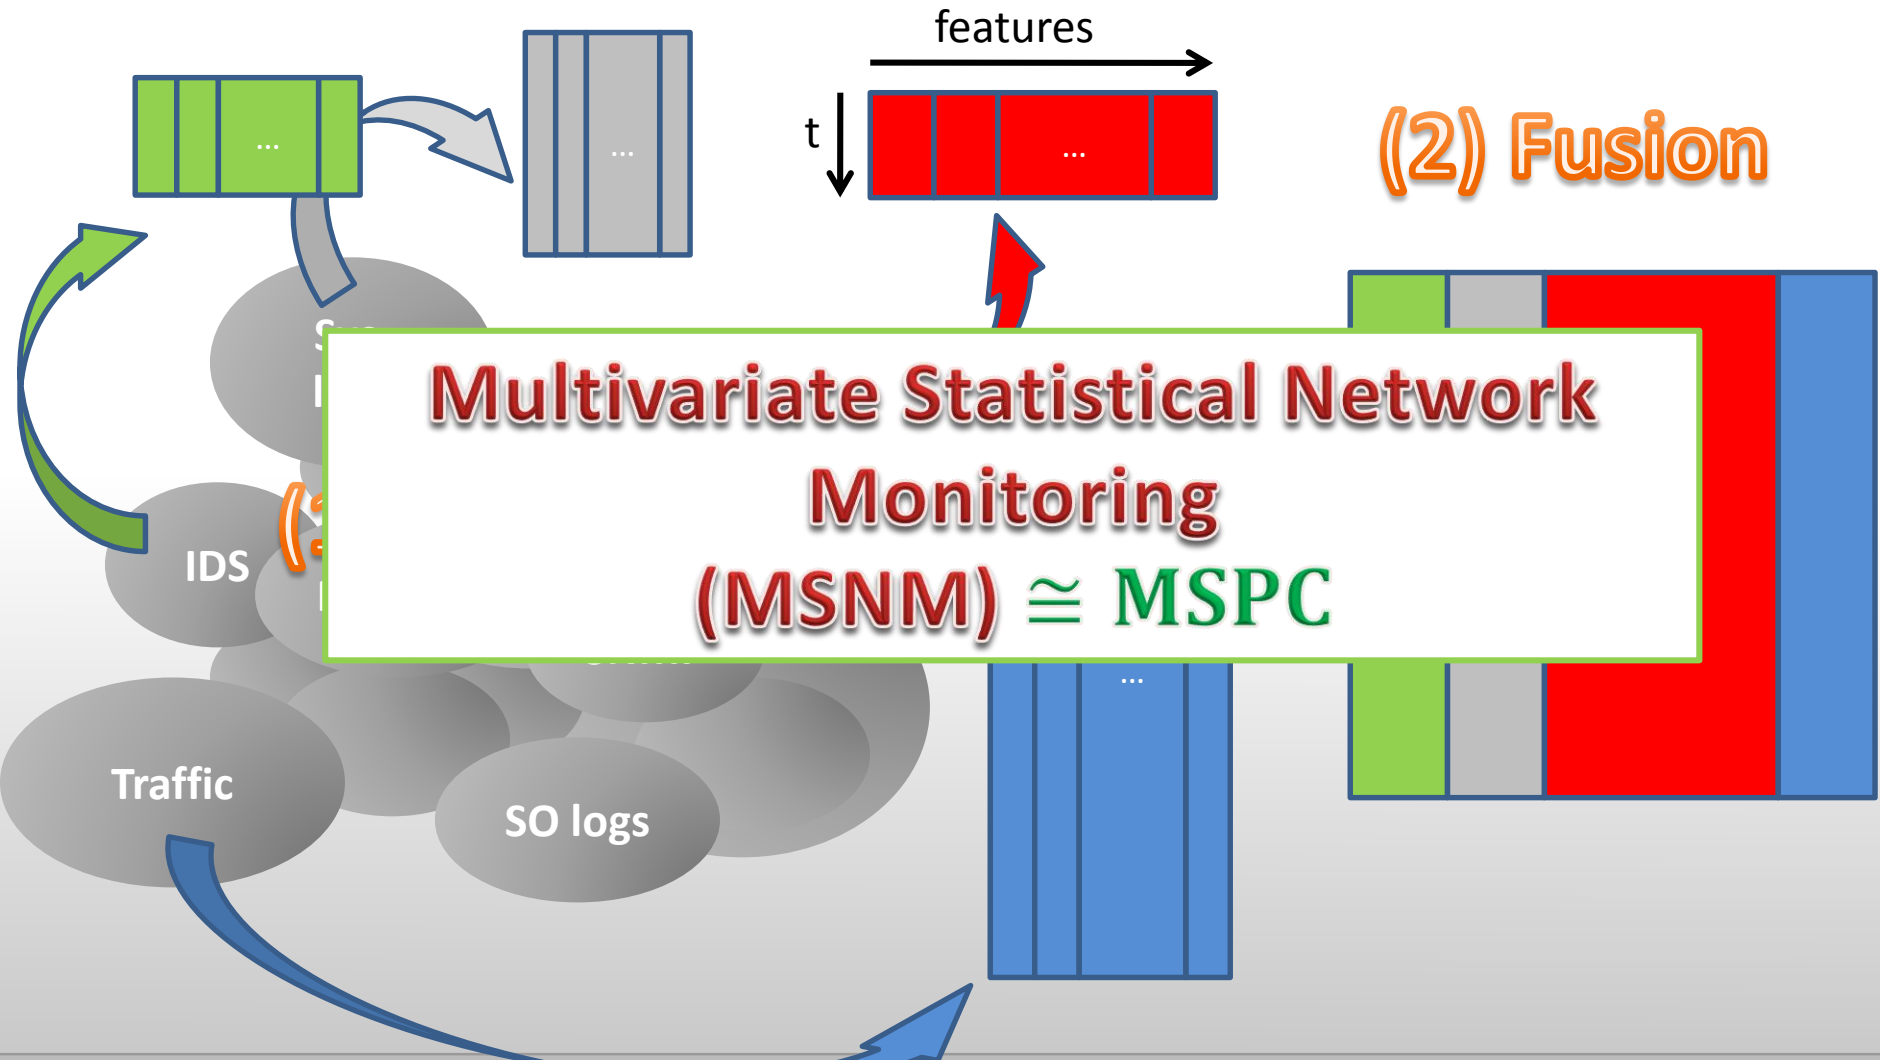 features
t
...
...
...
(2) Fusion
Multivariate Statistical Network
Monitoring
(MSNM) ≅ MSPC
IDS
...
Traffic
SO logs